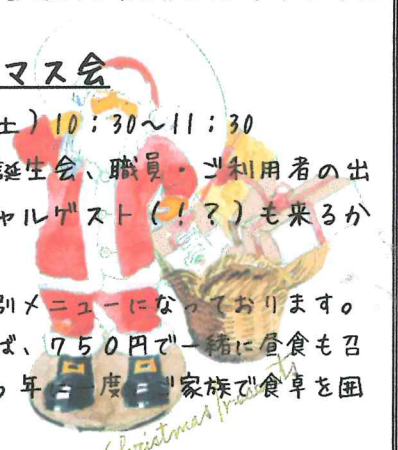 マス会
土）10：30～11：30
誕生会、職員・ご利用者の出
ャルゲスト（！？）も来るか
別メニューになっております。
ば、750円で一緒に昼食も召
年に一度 ご家族で食卓を囲
Christmas presents